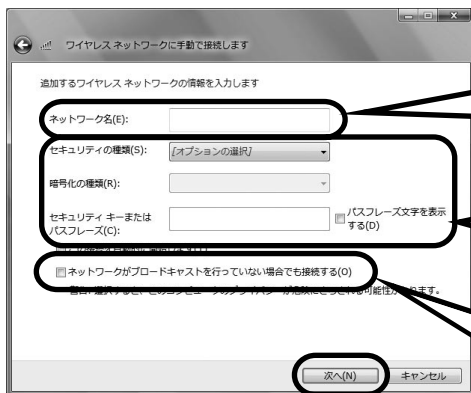 ワイヤレス ネットワークに手動で接続します
追加するワイヤレス ネットワークの情報を入力します
ネットワーク名(E):
セキュリティの種類(S): [オプションの選択]
暗号化の種類(R):
セキュリティ キーまたは
パスフレーズ(C):
パスフレーズ文字を表示
する(D)
ネットワークがブロードキャストを行っていない場合でも接続する(O)
次へ(N) キャンセル